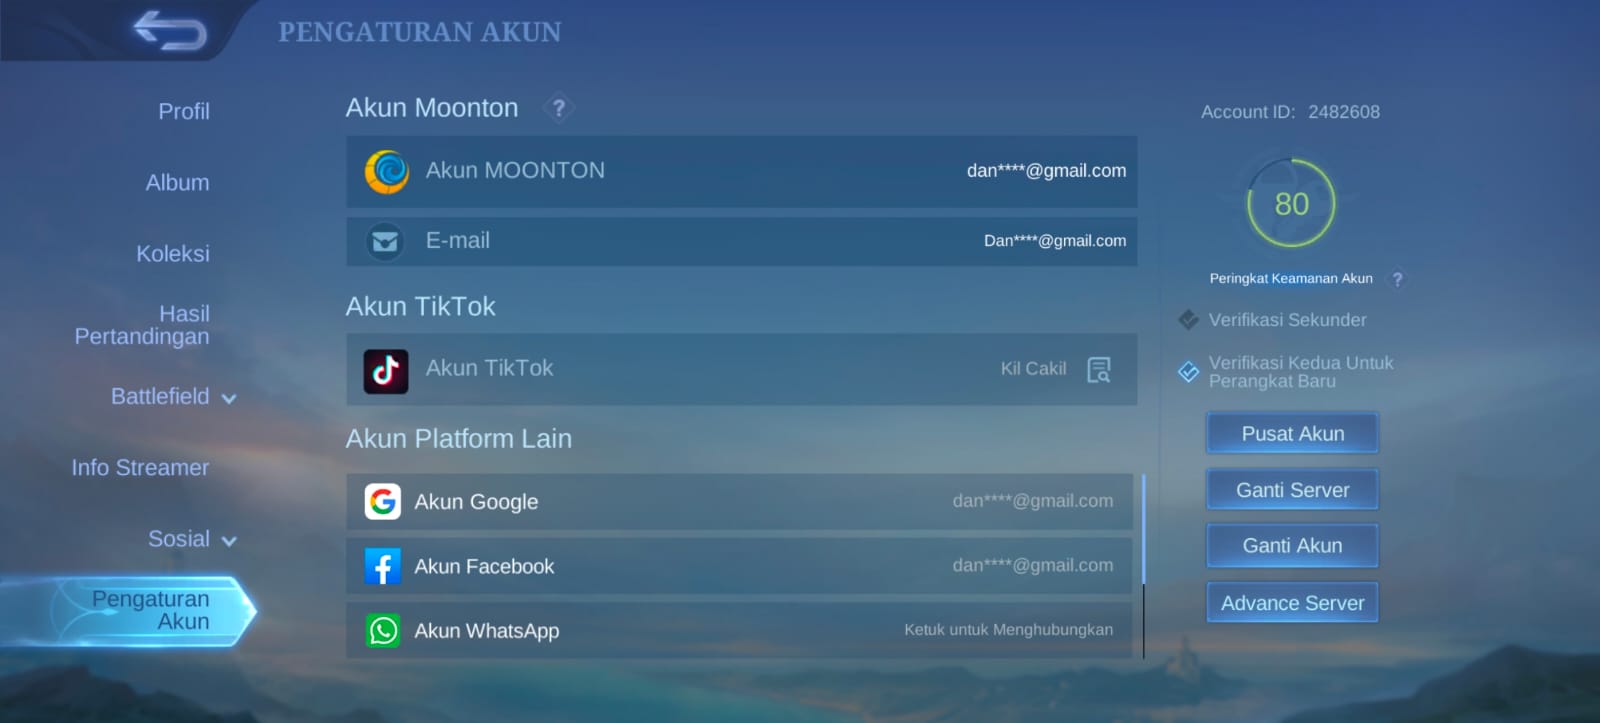 PENGATURAN AKUN
Profil
Album
Koleksi
Hasil
Pertandingan
Battlefield
Info Streamer
Sosial
Pengaturan
Akun
Akun Moonton ?
Akun MOONTON dan****@gmail.com
E-mail Dan****@gmail.com
Akun TikTok
Akun TikTok Kil Cakil
Akun Platform Lain
Akun Google dan****@gmail.com
Akun Facebook dan****@gmail.com
Akun WhatsApp Ketuk untuk Menghubungkan
Account ID: 2482608
80
Peringkat Keamanan Akun ?
Verifikasi Sekunder
Verifikasi Kedua Untuk
Perangkat Baru
Pusat Akun
Ganti Server
Ganti Akun
Advance Server